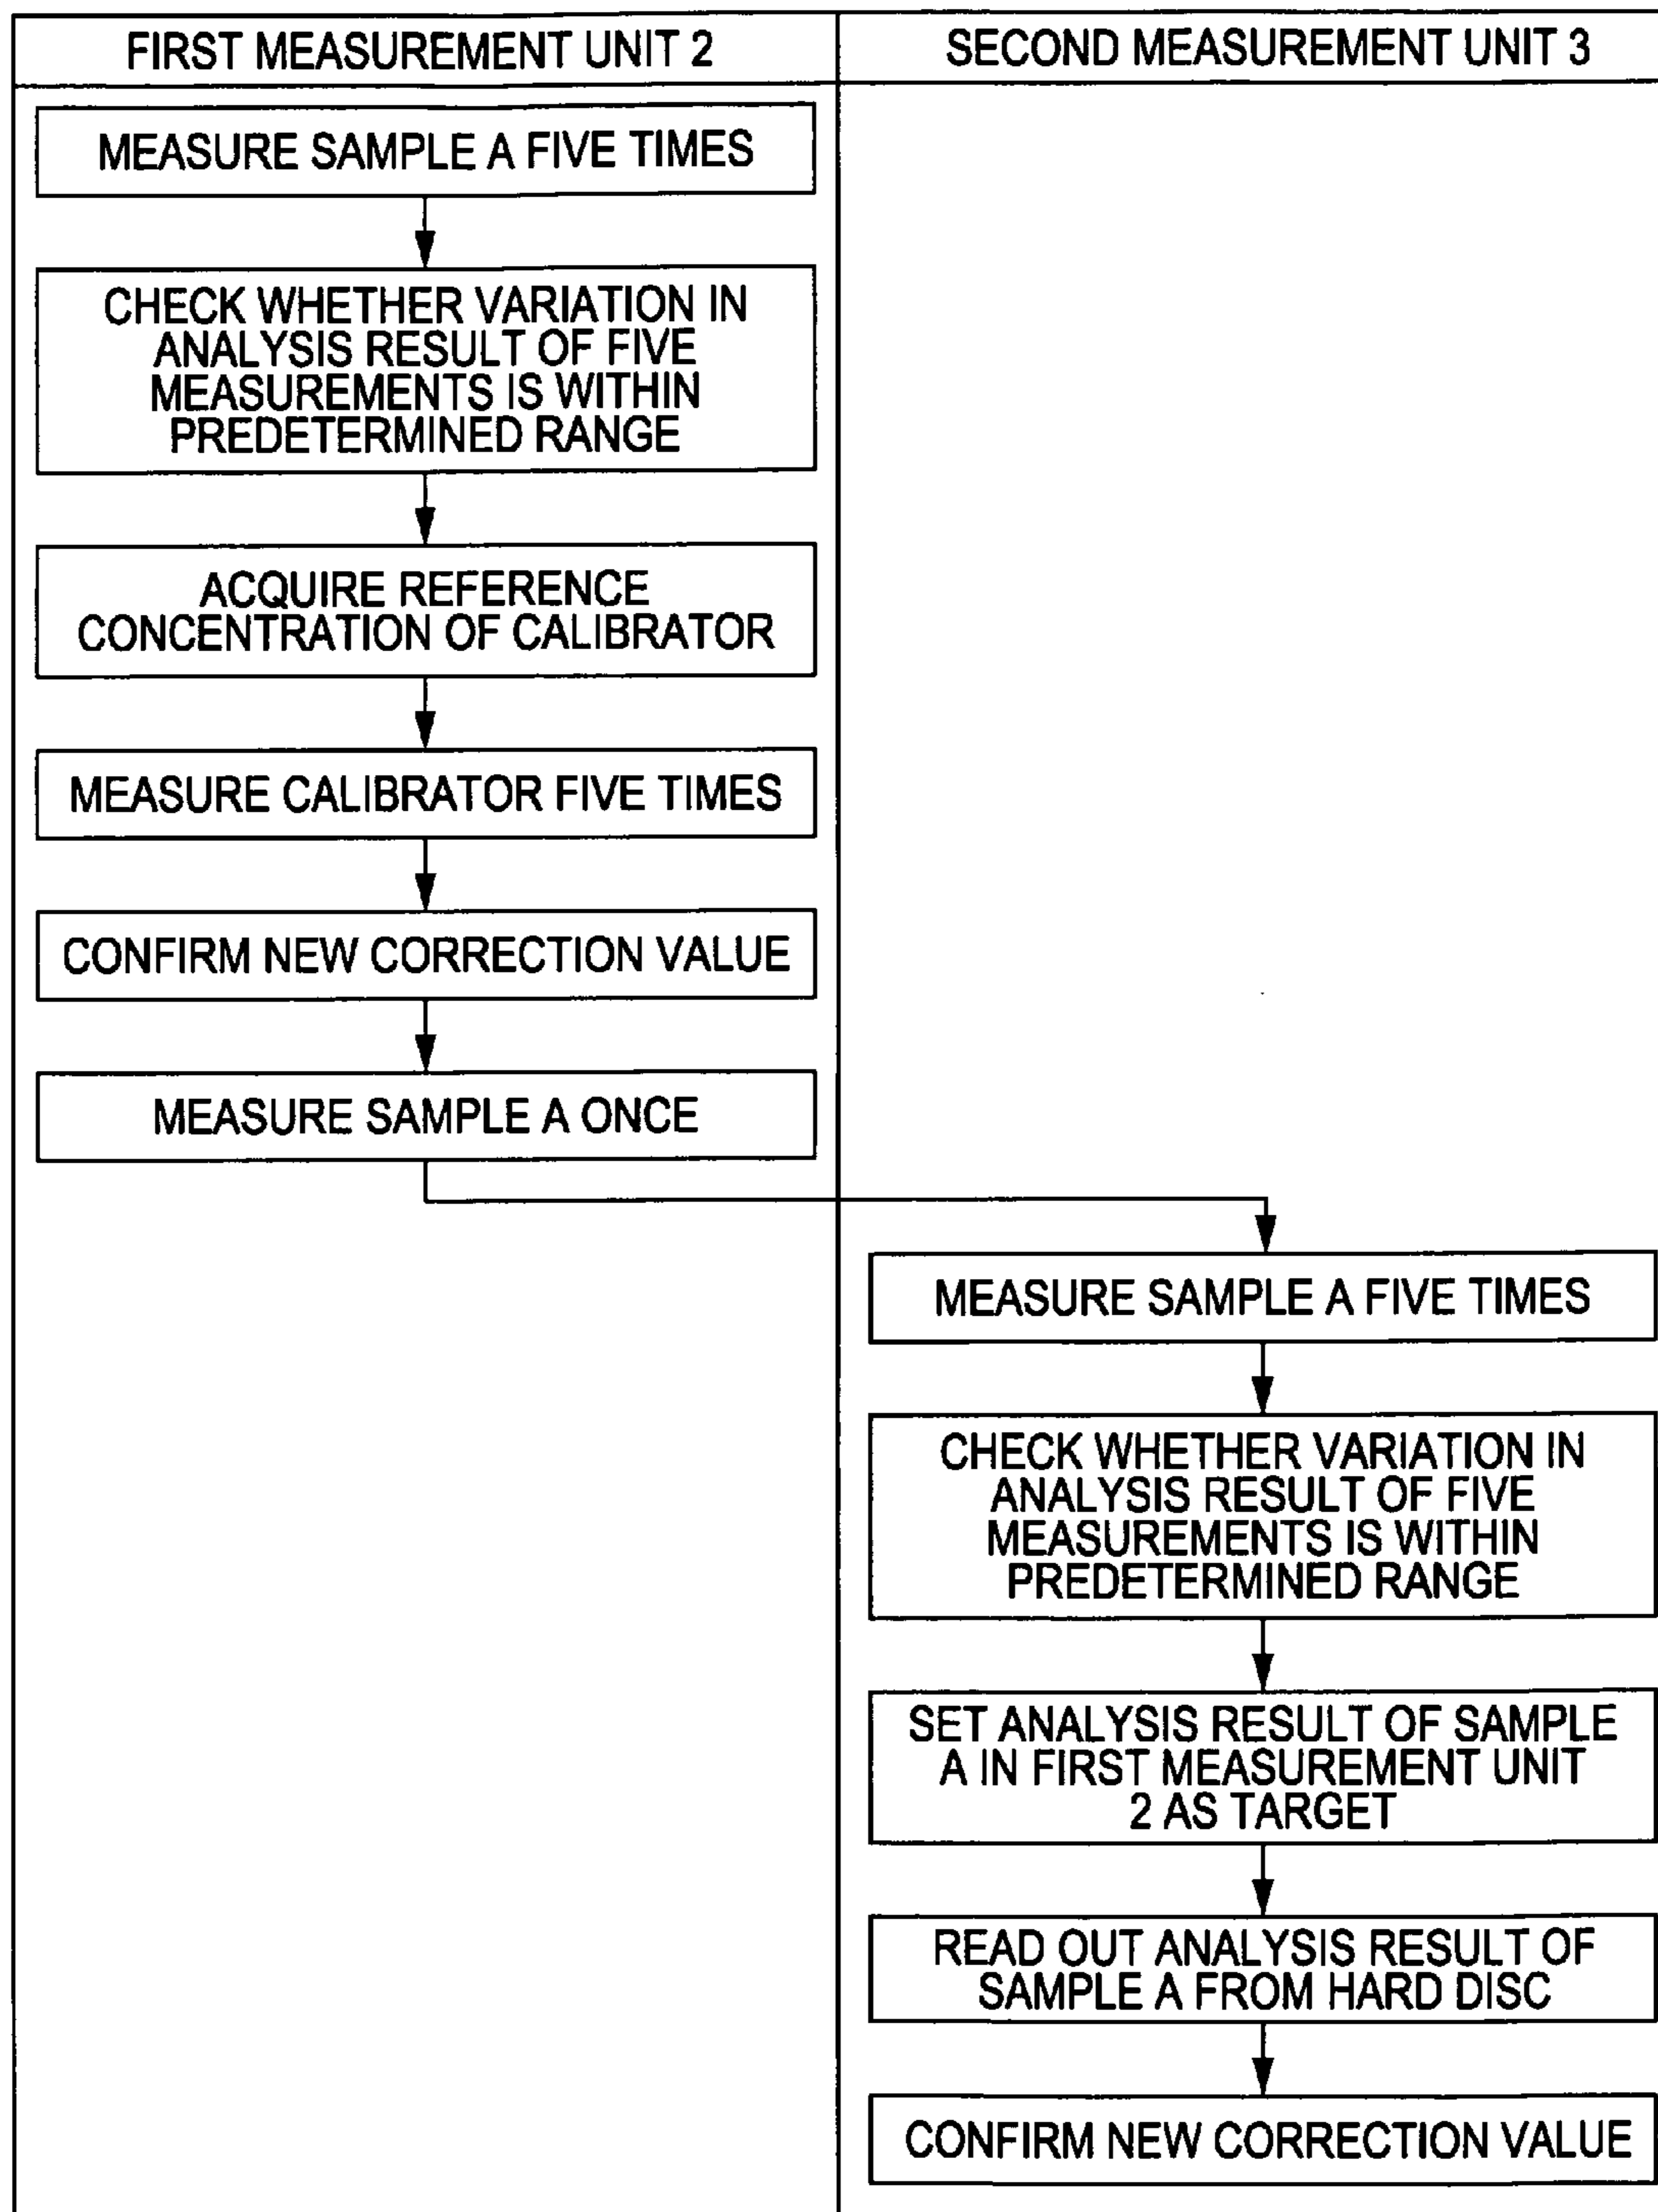 FIRST MEASUREMENT UNIT 2
SECOND MEASUREMENT UNIT 3
MEASURE SAMPLE A FIVE TIMES
CHECK WHETHER VARIATION IN
ANALYSIS RESULT OF FIVE
MEASUREMENTS IS WITHIN
PREDETERMINED RANGE
ACQUIRE REFERENCE
CONCENTRATION OF CALIBRATOR
MEASURE CALIBRATOR FIVE TIMES
CONFIRM NEW CORRECTION VALUE
MEASURE SAMPLE A ONCE
MEASURE SAMPLE A FIVE TIMES
CHECK WHETHER VARIATION IN
ANALYSIS RESULT OF FIVE
MEASUREMENTS IS WITHIN
PREDETERMINED RANGE
SET ANALYSIS RESULT OF SAMPLE
A IN FIRST MEASUREMENT UNIT
2 AS TARGET
READ OUT ANALYSIS RESULT OF
SAMPLE A FROM HARD DISC
CONFIRM NEW CORRECTION VALUE